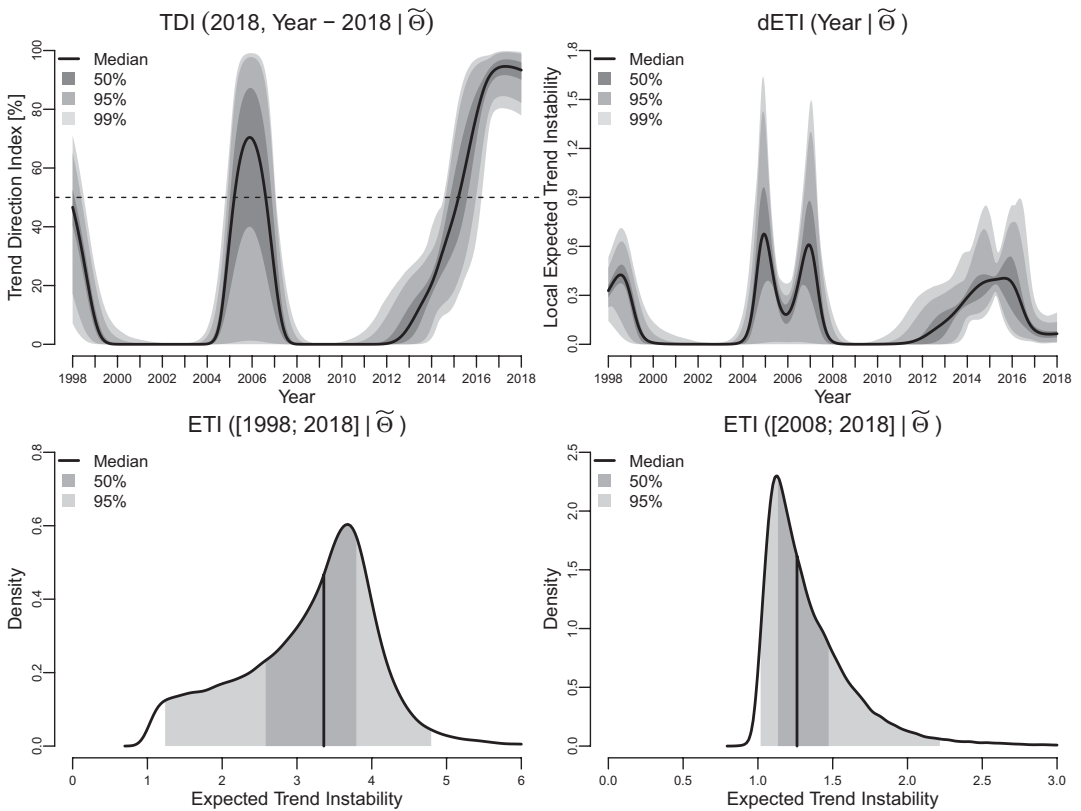 TDI (2018, Year − 2018 | Θ̃)
Trend Direction Index [%]
0 20 40 60 80 100
Median
50%
95%
99%
1998 2000 2002 2004 2006 2008 2010 2012 2014 2016 2018
Year
dETI (Year | Θ̃ )
Local Expected Trend Instability
0.0 0.3 0.6 0.9 1.2 1.5 1.8
Median
50%
95%
99%
1998 2000 2002 2004 2006 2008 2010 2012 2014 2016 2018
Year
ETI ([1998; 2018] | Θ̃ )
Density
0.0 0.2 0.4 0.6 0.8
Median
50%
95%
0 1 2 3 4 5 6
Expected Trend Instability
ETI ([2008; 2018] | Θ̃ )
Density
0.0 0.5 1.0 1.5 2.0 2.5
Median
50%
95%
0.0 0.5 1.0 1.5 2.0 2.5 3.0
Expected Trend Instability